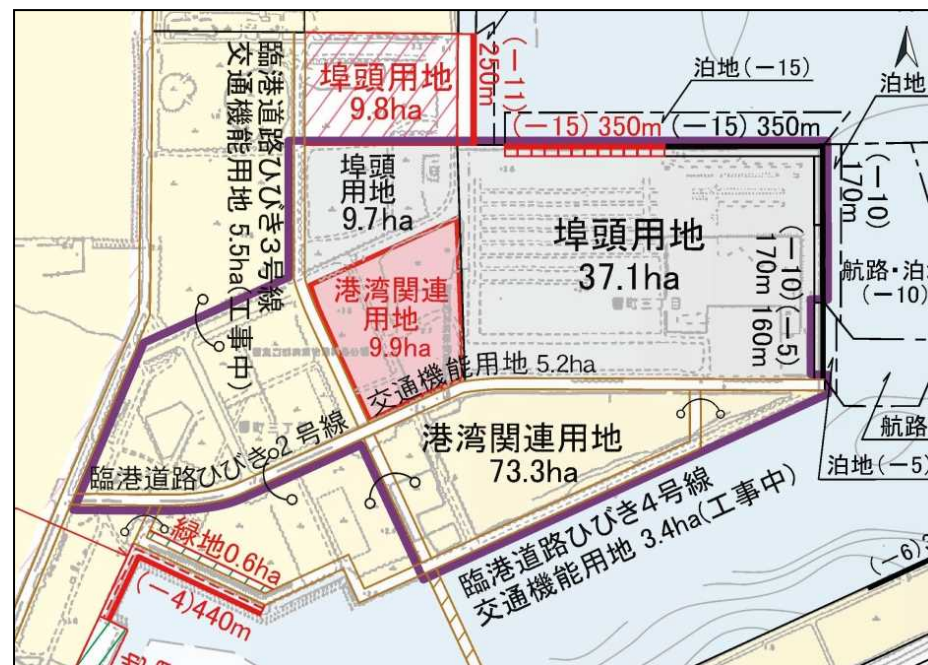 臨港道路ひびき3号線
交通機能用地 5.5ha(工事中)
埠頭用地
9.8ha
(-11)
250m
泊地(-15)
泊地
(-15) 350m
(-15) 350m
埠頭
用地
9.7ha
埠頭用地
37.1ha
(-10)
170m
(-10)
170m
(-5)
160m
航路・泊
(-10)
港湾関連
用地
9.9ha
交通機能用地 5.2ha
港湾関連用地
73.3ha
臨港道路ひびき2号線
航路
泊地(-5)
臨港道路ひびき4号線
交通機能用地 3.4ha(工事中)
緑地0.6ha
(-4)440m
(-6)3